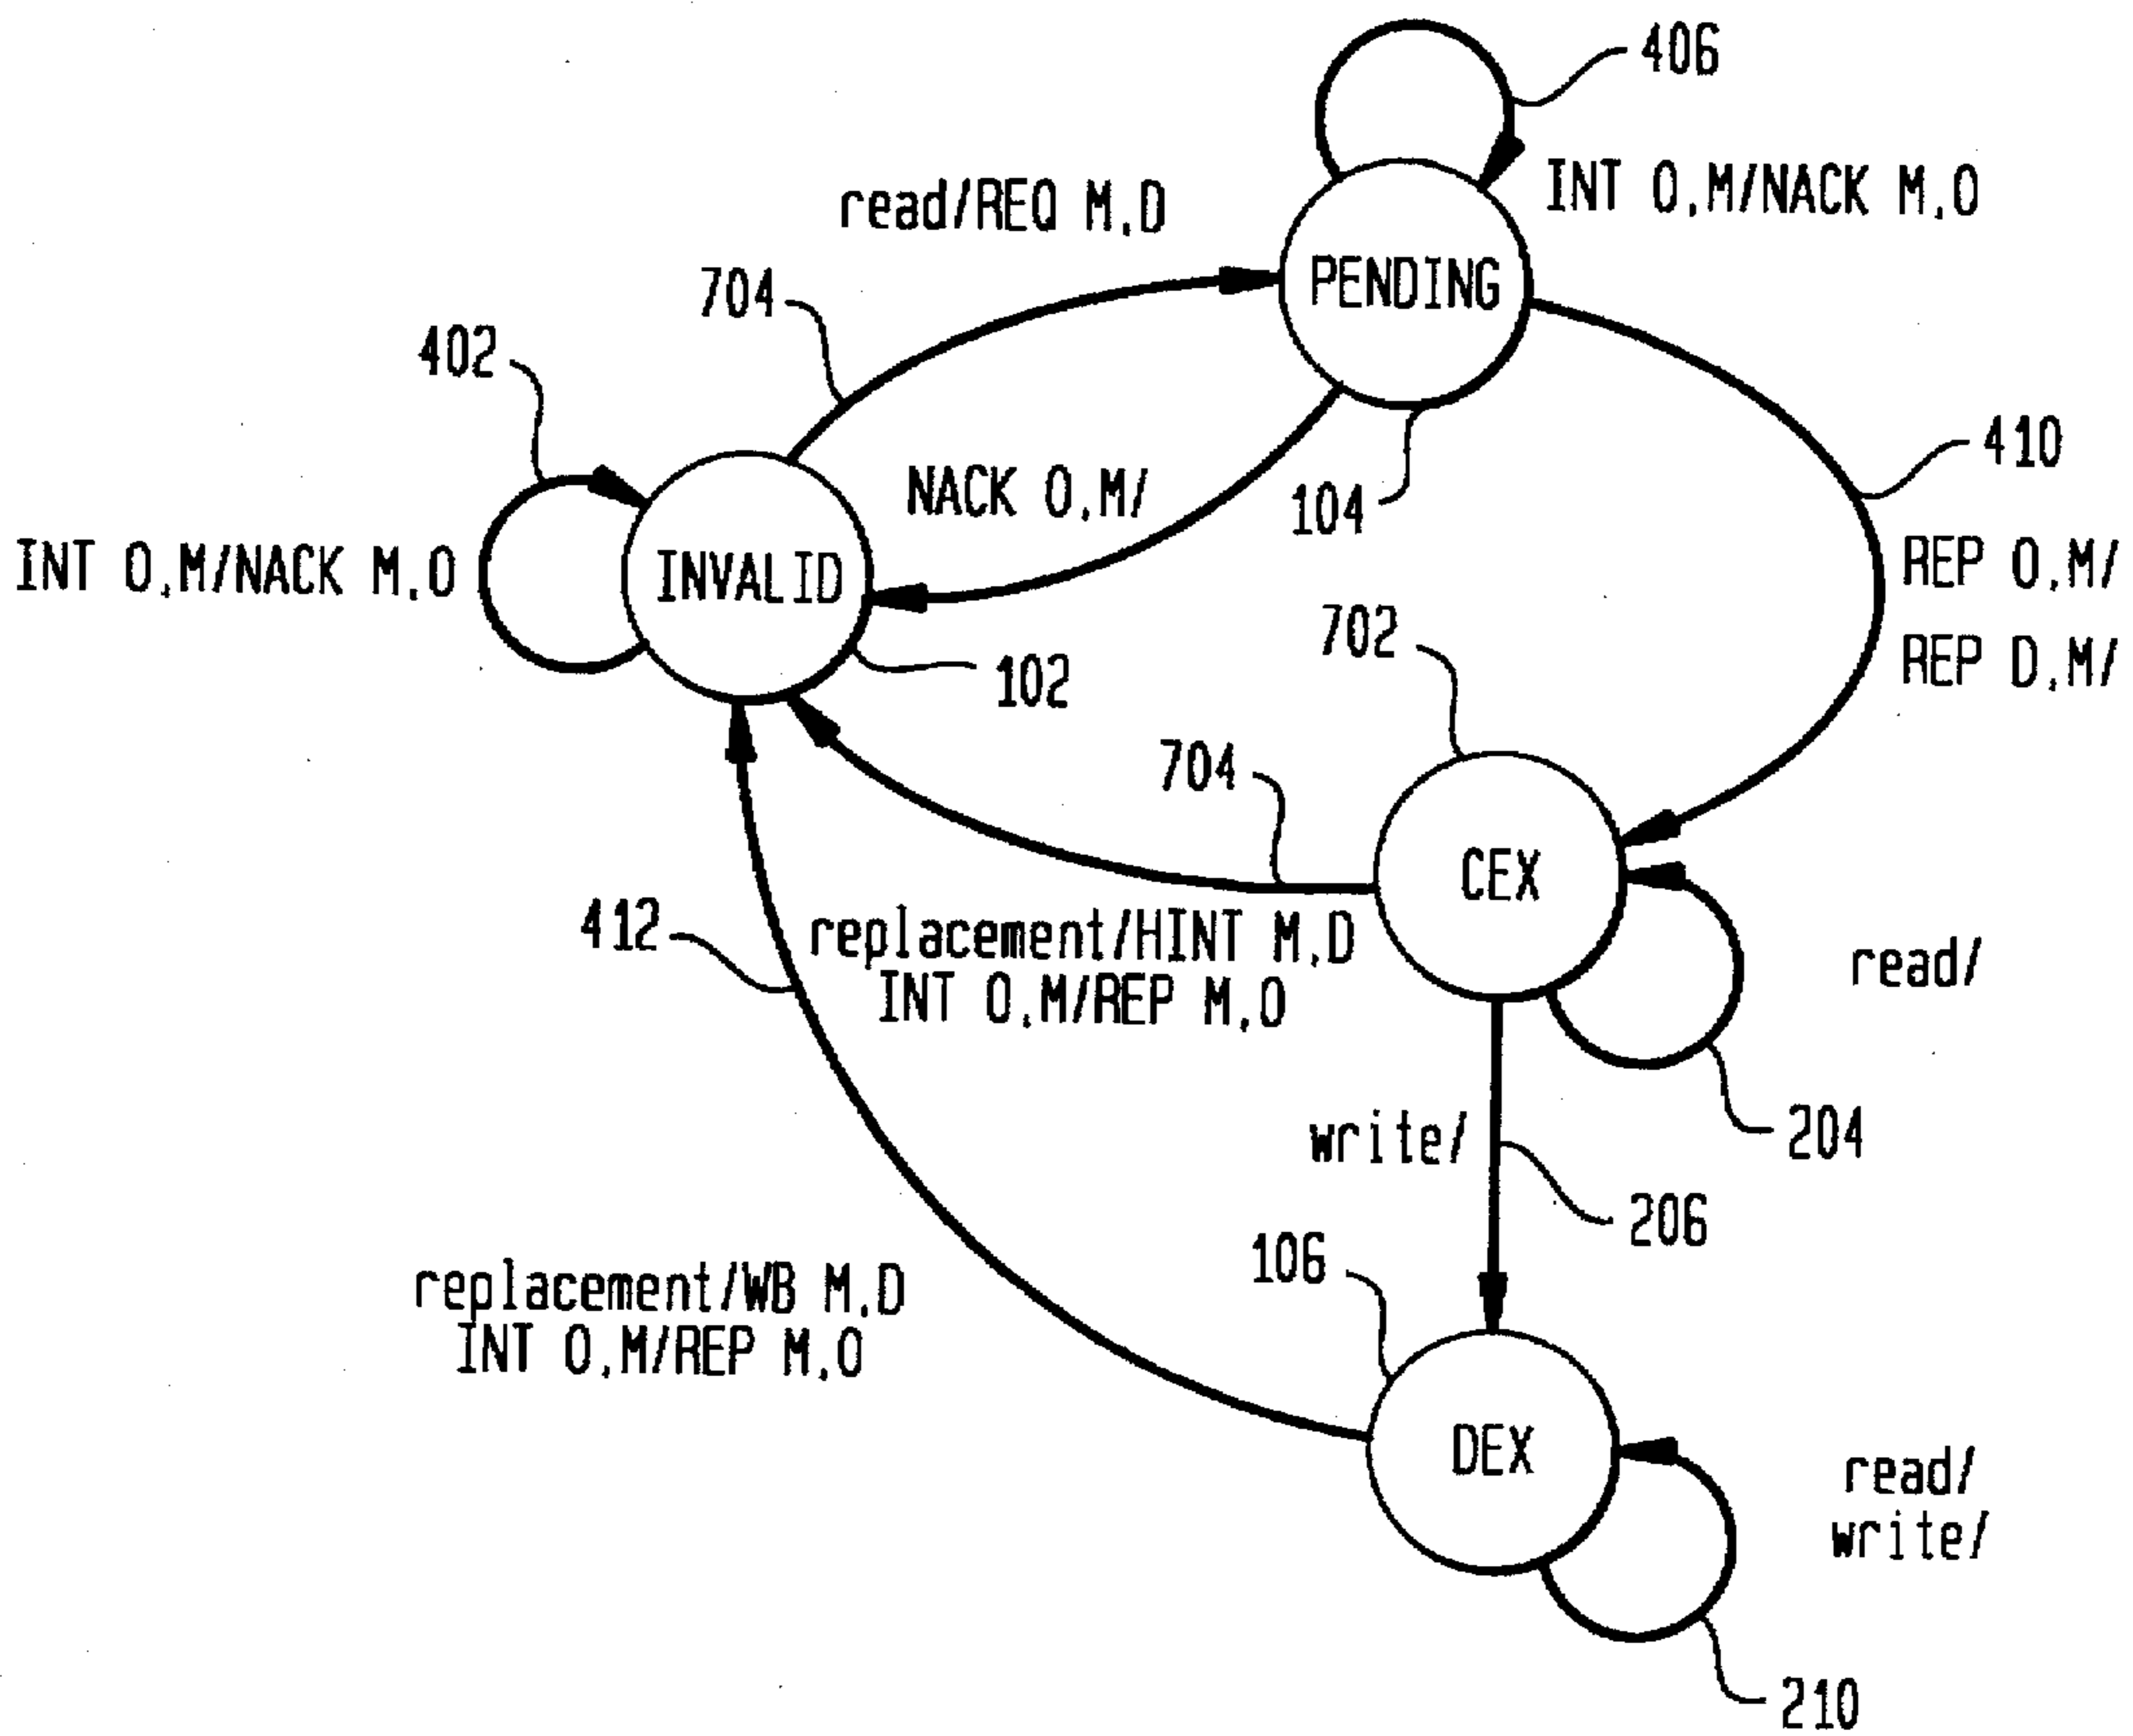 406
INT O,M/NACK M,O
read/REQ M,D
PENDING
704
402
410
NACK O,M/
104
INT O,M/NACK M,O
INVALID
REP O,M/
REP D,M/
702
102
704
CEX
412
replacement/HINT M,D
INT O,M/REP M,O
read/
write/
204
206
106
replacement/WB M,D
INT O,M/REP M,O
DEX
read/
write/
210